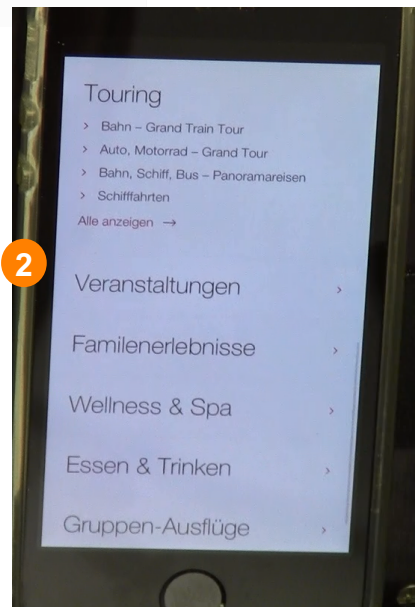 Touring
> Bahn – Grand Train Tour
> Auto, Motorrad – Grand Tour
> Bahn, Schiff, Bus – Panoramareisen
> Schifffahrten
Alle anzeigen →
2
Veranstaltungen >
Familenerlebnisse >
Wellness & Spa >
Essen & Trinken >
Gruppen-Ausflüge >